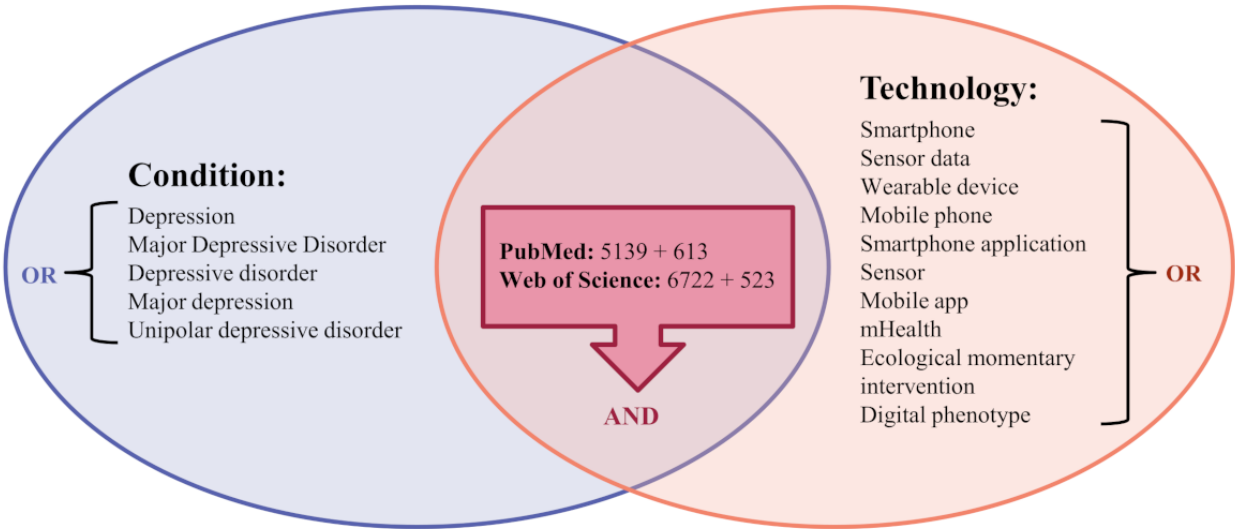 Condition:
OR
Depression
Major Depressive Disorder
Depressive disorder
Major depression
Unipolar depressive disorder
PubMed: 5139 + 613
Web of Science: 6722 + 523
AND
Technology:
Smartphone
Sensor data
Wearable device
Mobile phone
Smartphone application
Sensor
Mobile app
mHealth
Ecological momentary
intervention
Digital phenotype
OR